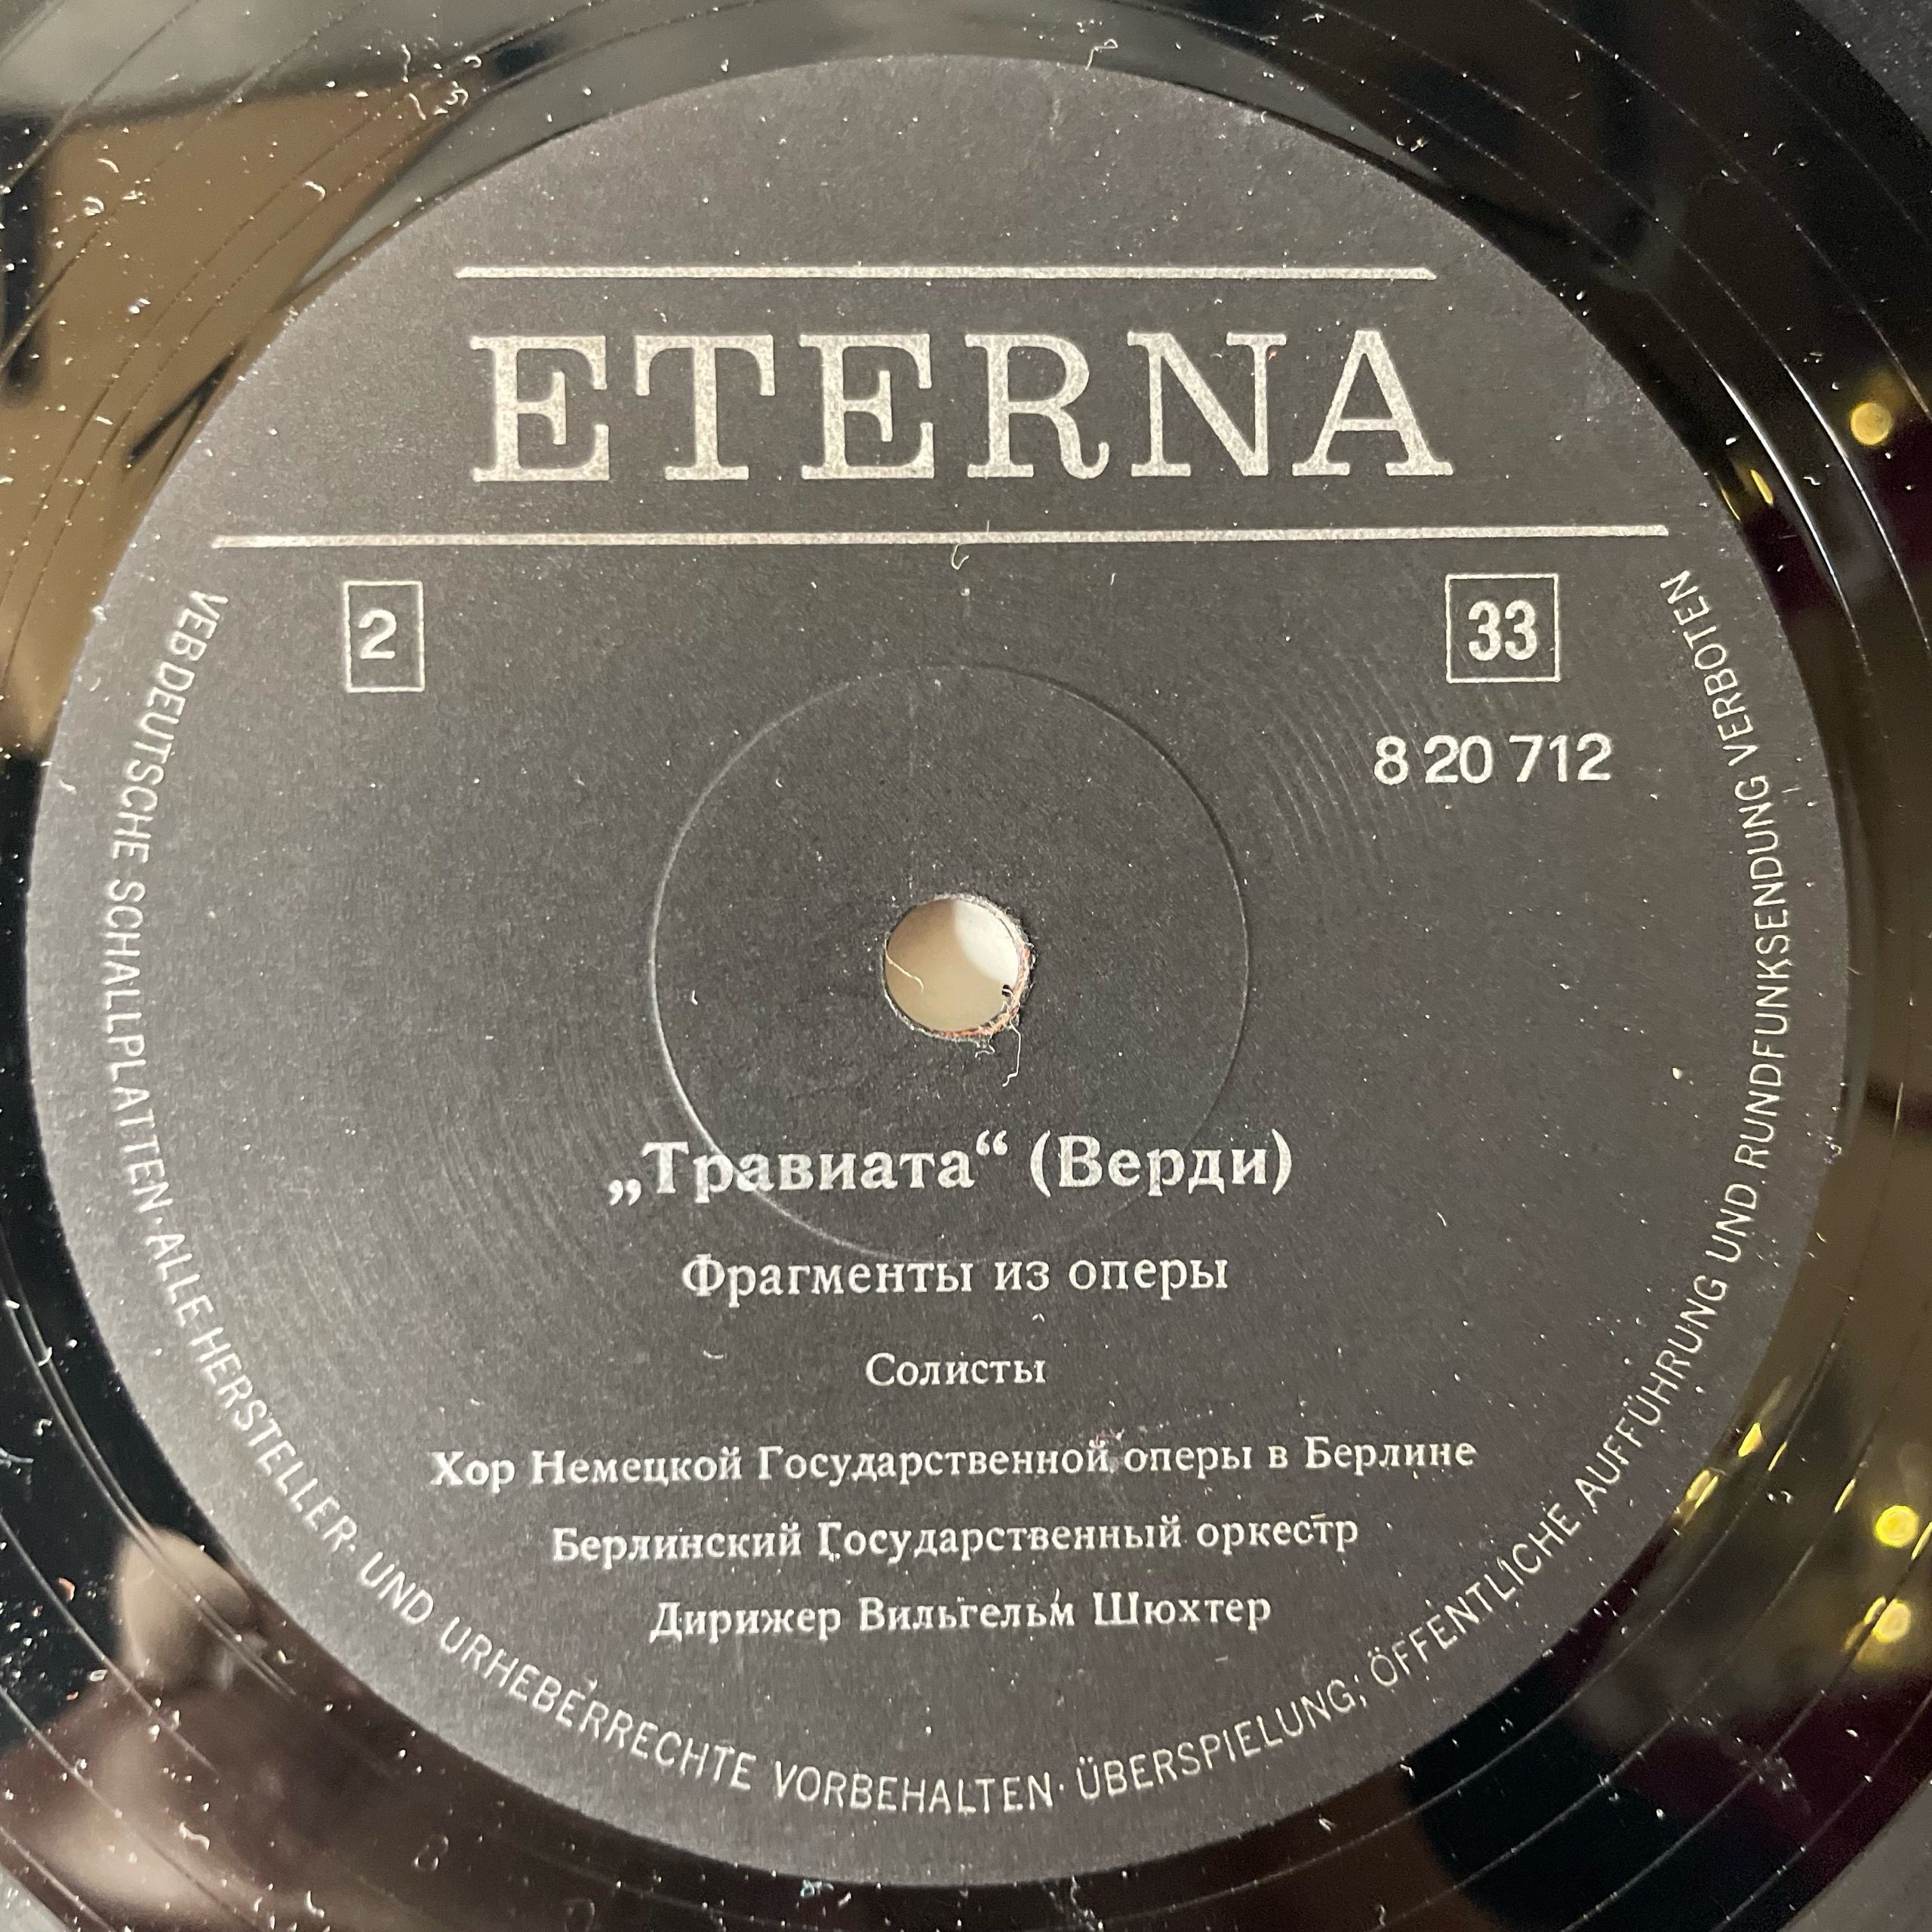 ETERNA
2
33
8 20 712
„Травиата“ (Верди)
Фрагменты из оперы
Солисты
Хор Немецкой Государственной оперы в Берлине
Берлинский Государственный оркестр
Дирижер Вильгельм Шюхтер
VEB DEUTSCHE SCHALLPLATTEN · ALLE HERSTELLER- UND URHEBERRECHTE VORBEHALTEN · ÜBERSPIELUNG; ÖFFENTLICHE AUFFÜHRUNG UND RUNDFUNKSENDUNG VERBOTEN